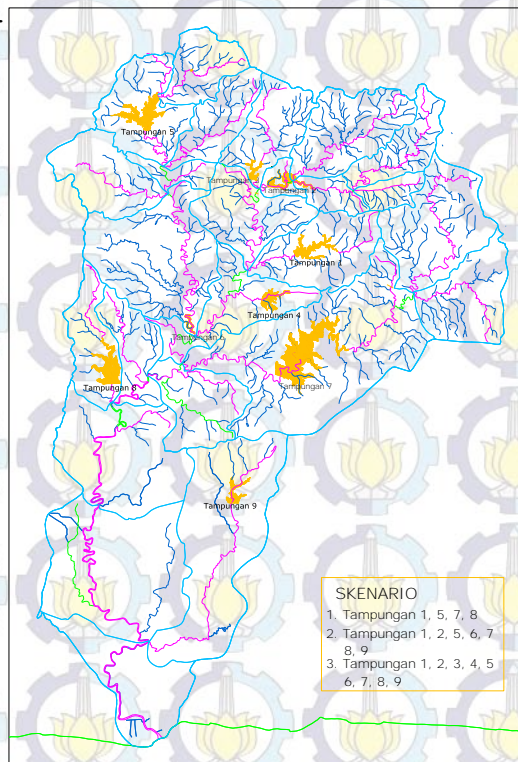 Tampungan 5
Tampungan
Tampungan 2
Tampungan 1
Tampungan 4
Tampungan 6
Tampungan 7
Tampungan 8
Tampungan 9
SKENARIO
1. Tampungan 1, 5, 7, 8
2. Tampungan 1, 2, 5, 6, 7
8, 9
3. Tampungan 1, 2, 3, 4, 5
6, 7, 8, 9